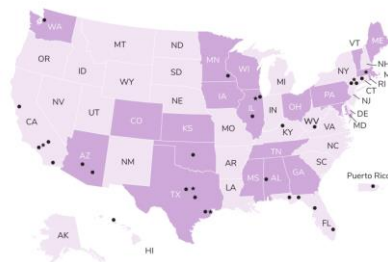 WA
MT
ND
MN
VT
ME
OR
ID
SD
WI
MI
NY
NH
M
WY
RI
CT
NV
NE
IA
PA
NJ
IL
IN
OH
DE
UT
CO
MD
CA
KS
MO
WV
KY
VA
AZ
NM
TN
NC
AR
SC
MS
AL
GA
TX
LA
Puerto Rico
FL
AK
HI